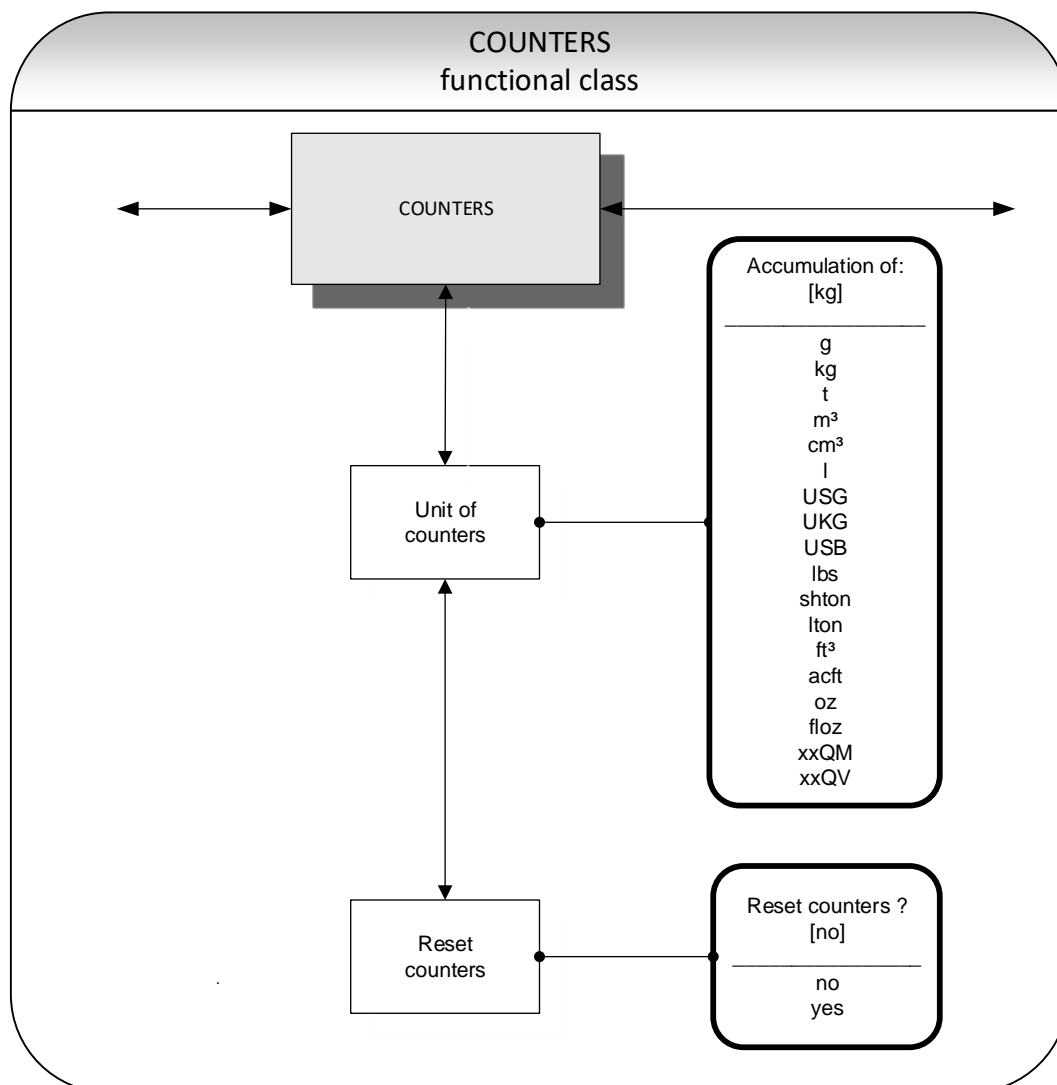 COUNTERS
functional class
COUNTERS
Accumulation of:
[kg]
g
kg
t
m³
cm³
l
USG
UKG
USB
lbs
shton
lton
ft³
acft
oz
floz
xxQM
xxQV
Unit of
counters
Reset counters ?
[no]
no
yes
Reset
counters
.